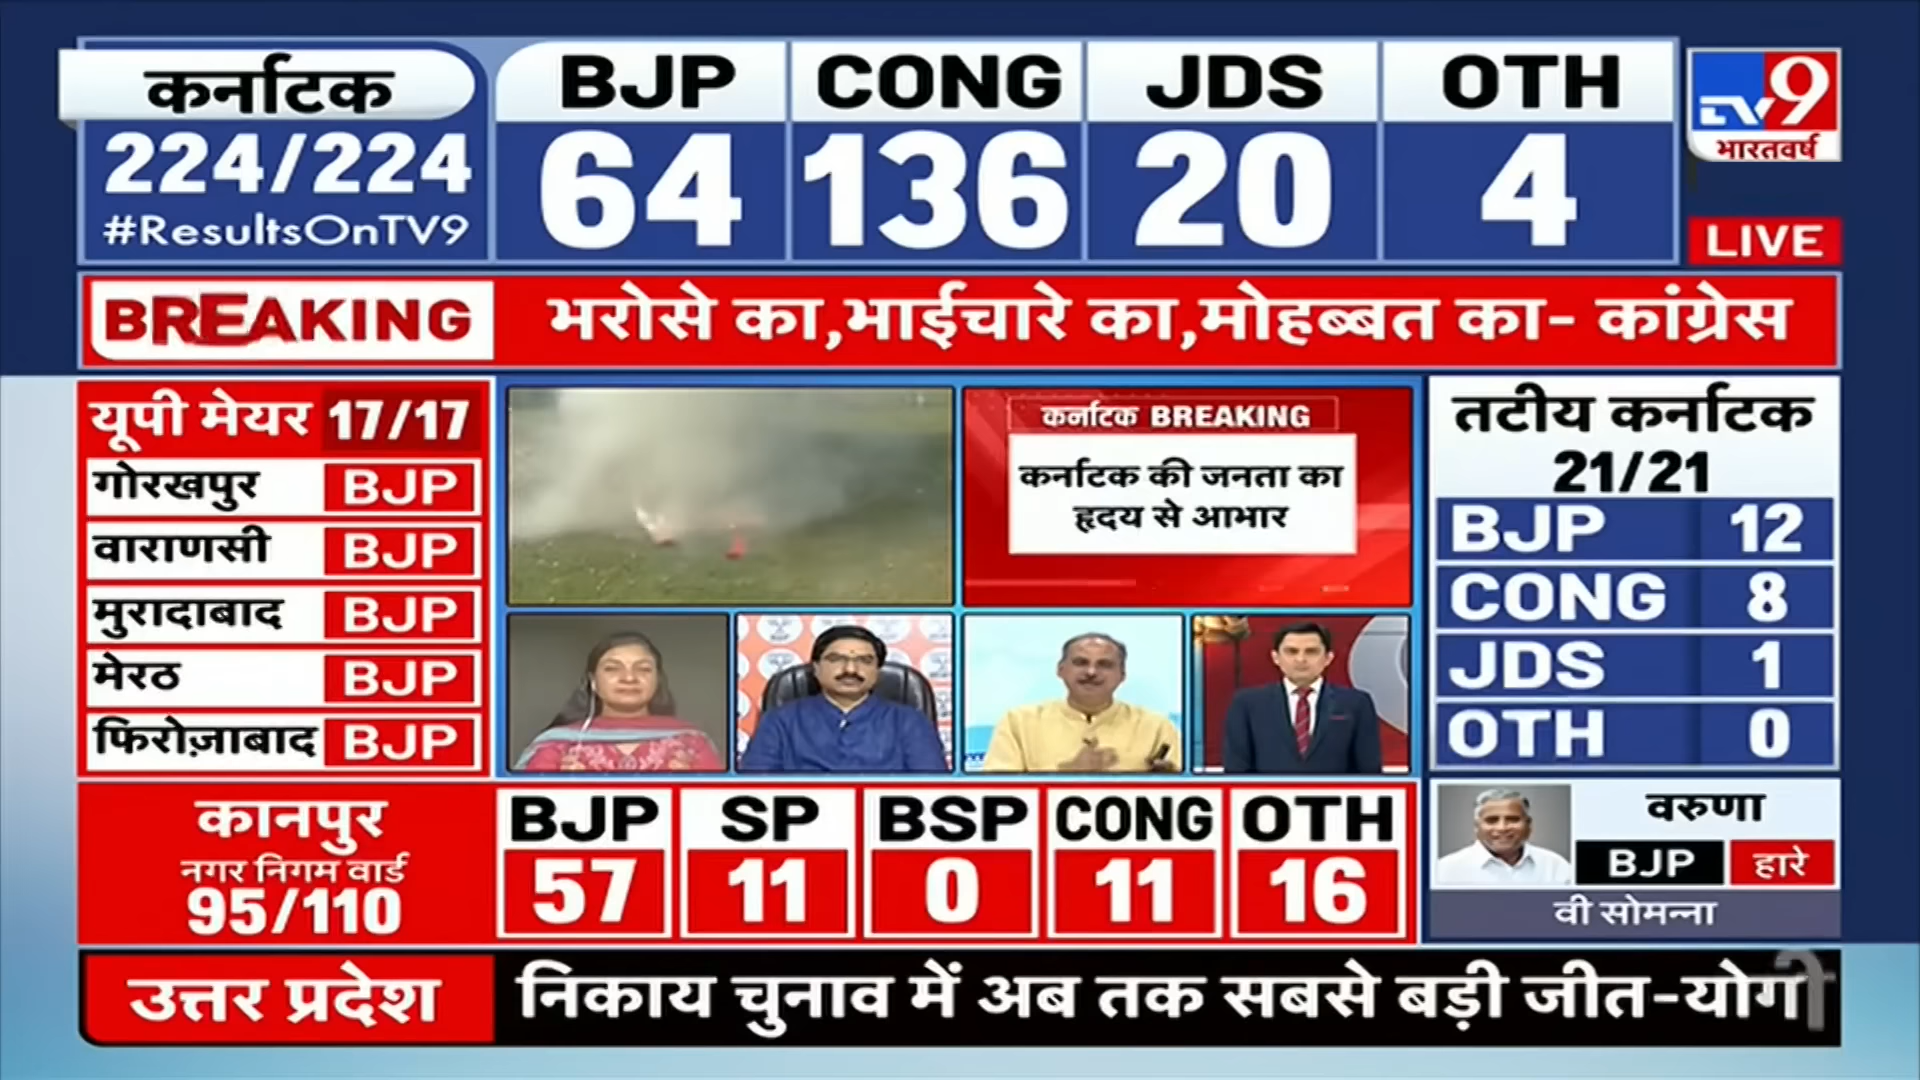 कर्नाटक
224/224
#ResultsOnTV9
BJP CONG JDS OTH
64 136 20 4
TV9
भारतवर्ष
LIVE
BREAKING
भरोसे का,भाईचारे का,मोहब्बत का- कांग्रेस
यूपी मेयर 17/17
गोरखपुर BJP
वाराणसी BJP
मुरादाबाद BJP
मेरठ BJP
फिरोज़ाबाद BJP
कर्नाटक BREAKING
कर्नाटक की जनता का
हृदय से आभार
तटीय कर्नाटक
21/21
BJP 12
CONG 8
JDS 1
OTH 0
कानपुर
नगर निगम वार्ड
95/110
BJP SP BSP CONG OTH
57 11 0 11 16
वरुणा
BJP हारे
वी सोमन्ना
उत्तर प्रदेश
निकाय चुनाव में अब तक सबसे बड़ी जीत-योगी